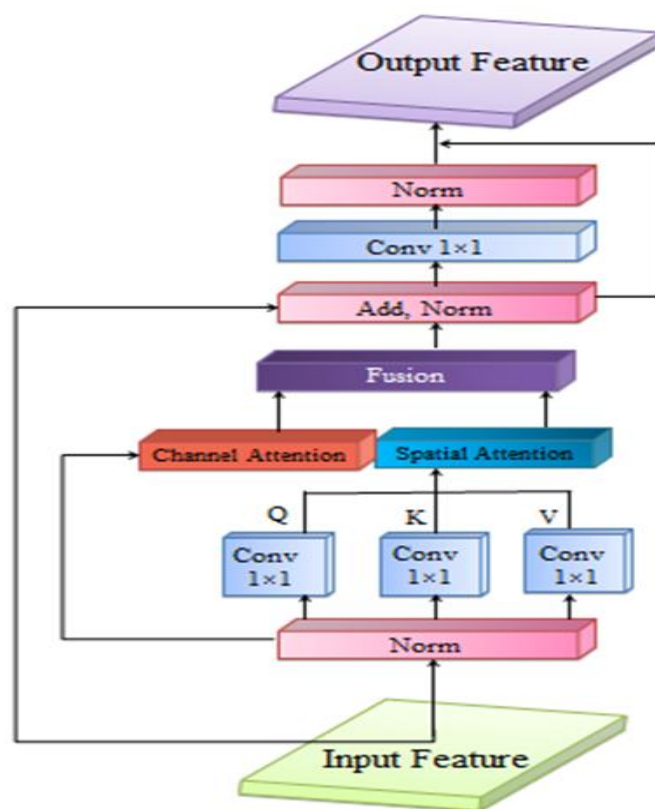 Output Feature
Norm
Conv 1×1
Add, Norm
Fusion
Channel Attention
Spatial Attention
Q
K
V
Conv
1×1
Conv
1×1
Conv
1×1
Norm
Input Feature